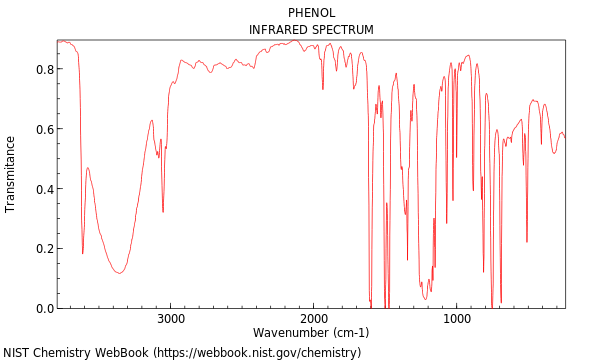 PHENOL
INFRARED SPECTRUM
Transmitance
0.8
0.6
0.4
0.2
0.0
3000 2000 1000
Wavenumber (cm-1)
NIST Chemistry WebBook (https://webbook.nist.gov/chemistry)